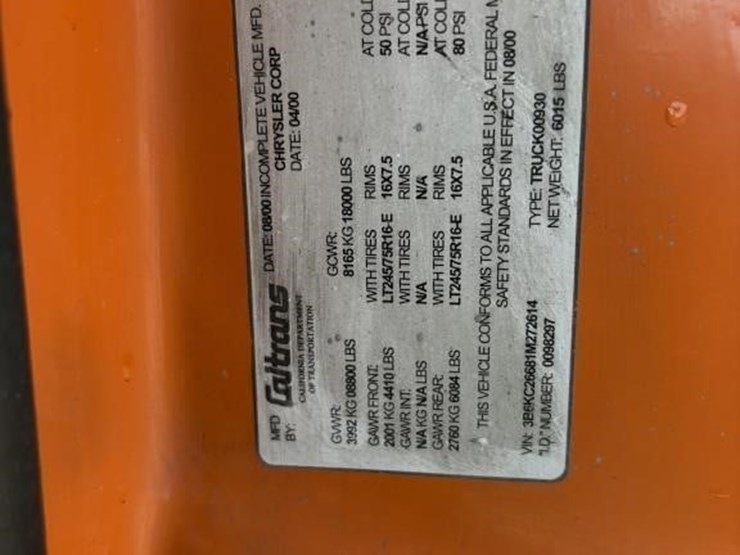 MFD BY: Caltrans DATE: 08/00 INCOMPLETE VEHICLE MFD.
CALIFORNIA DEPARTMENT CHRYSLER CORP
OF TRANSPORTATION DATE: 04/00
GVWR: GCWR:
3992 KG 08800 LBS 8165 KG 18000 LBS
GAWR FRONT: WITH TIRES RIMS AT COL
2001 KG 4410 LBS LT245/75R16-E 16X7.5 50 PSI
GAWR INT: WITH TIRES RIMS AT COL
N/A KG N/A LBS N/A N/A N/A PSI
GAWR REAR: WITH TIRES RIMS AT COL
2760 KG 6084 LBS LT245/75R16-E 16X7.5 80 PSI
THIS VEHICLE CONFORMS TO ALL APPLICABLE U.S.A. FEDERAL M
SAFETY STANDARDS IN EFFECT IN 08/00
VIN: 3B6KC26681M272614 TYPE: TRUCK00930
"I.D." NUMBER: 0098297 NET WEIGHT: 6015 LBS